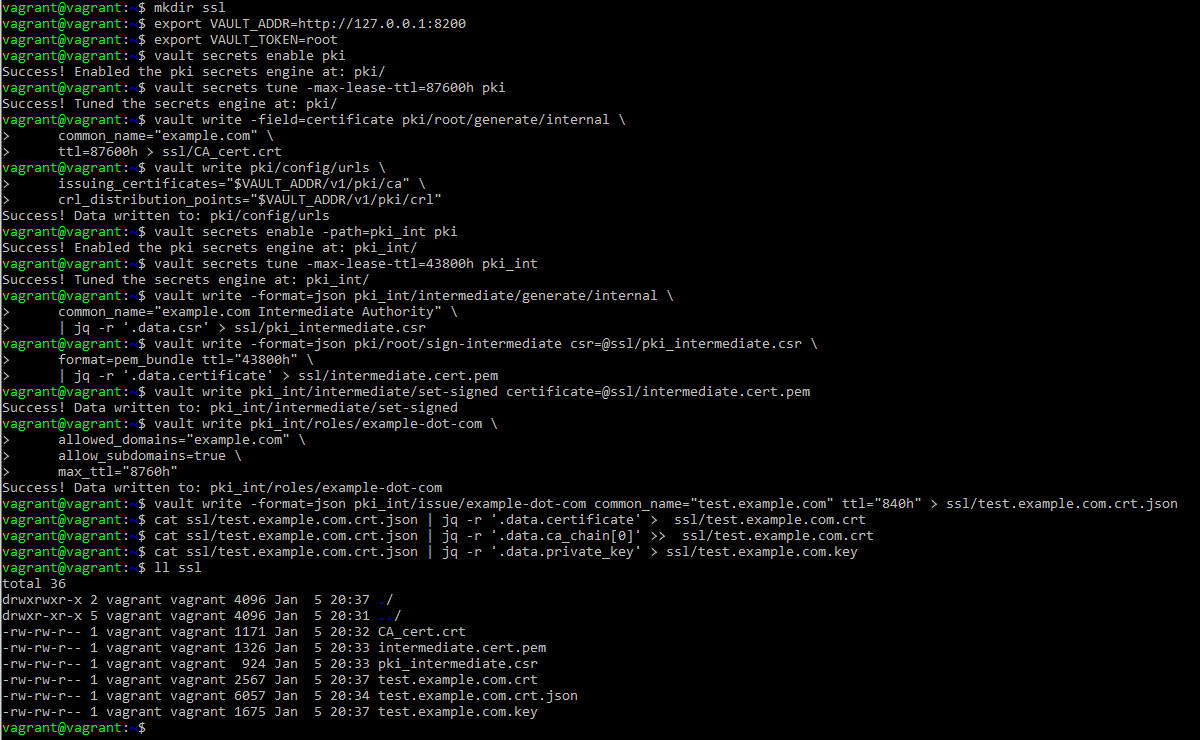 vagrant@vagrant:~$ mkdir ssl
vagrant@vagrant:~$ export VAULT_ADDR=http://127.0.0.1:8200
vagrant@vagrant:~$ export VAULT_TOKEN=root
vagrant@vagrant:~$ vault secrets enable pki
Success! Enabled the pki secrets engine at: pki/
vagrant@vagrant:~$ vault secrets tune -max-lease-ttl=87600h pki
Success! Tuned the secrets engine at: pki/
vagrant@vagrant:~$ vault write -field=certificate pki/root/generate/internal \
>      common_name="example.com" \
>      ttl=87600h > ssl/CA_cert.crt
vagrant@vagrant:~$ vault write pki/config/urls \
>      issuing_certificates="$VAULT_ADDR/v1/pki/ca" \
>      crl_distribution_points="$VAULT_ADDR/v1/pki/crl"
Success! Data written to: pki/config/urls
vagrant@vagrant:~$ vault secrets enable -path=pki_int pki
Success! Enabled the pki secrets engine at: pki_int/
vagrant@vagrant:~$ vault secrets tune -max-lease-ttl=43800h pki_int
Success! Tuned the secrets engine at: pki_int/
vagrant@vagrant:~$ vault write -format=json pki_int/intermediate/generate/internal \
>      common_name="example.com Intermediate Authority" \
>      | jq -r '.data.csr' > ssl/pki_intermediate.csr
vagrant@vagrant:~$ vault write -format=json pki/root/sign-intermediate csr=@ssl/pki_intermediate.csr \
>      format=pem_bundle ttl="43800h" \
>      | jq -r '.data.certificate' > ssl/intermediate.cert.pem
vagrant@vagrant:~$ vault write pki_int/intermediate/set-signed certificate=@ssl/intermediate.cert.pem
Success! Data written to: pki_int/intermediate/set-signed
vagrant@vagrant:~$ vault write pki_int/roles/example-dot-com \
>      allowed_domains="example.com" \
>      allow_subdomains=true \
>      max_ttl="8760h"
Success! Data written to: pki_int/roles/example-dot-com
vagrant@vagrant:~$ vault write -format=json pki_int/issue/example-dot-com common_name="test.example.com" ttl="840h" > ssl/test.example.com.crt.json
vagrant@vagrant:~$ cat ssl/test.example.com.crt.json | jq -r '.data.certificate' >  ssl/test.example.com.crt
vagrant@vagrant:~$ cat ssl/test.example.com.crt.json | jq -r '.data.ca_chain[0]' >>  ssl/test.example.com.crt
vagrant@vagrant:~$ cat ssl/test.example.com.crt.json | jq -r '.data.private_key' > ssl/test.example.com.key
vagrant@vagrant:~$ ll ssl
total 36
drwxrwxr-x 2 vagrant vagrant 4096 Jan  5 20:37 ./
drwxr-xr-x 5 vagrant vagrant 4096 Jan  5 20:31 ../
-rw-rw-r-- 1 vagrant vagrant 1171 Jan  5 20:32 CA_cert.crt
-rw-rw-r-- 1 vagrant vagrant 1326 Jan  5 20:33 intermediate.cert.pem
-rw-rw-r-- 1 vagrant vagrant  924 Jan  5 20:33 pki_intermediate.csr
-rw-rw-r-- 1 vagrant vagrant 2567 Jan  5 20:37 test.example.com.crt
-rw-rw-r-- 1 vagrant vagrant 6057 Jan  5 20:34 test.example.com.crt.json
-rw-rw-r-- 1 vagrant vagrant 1675 Jan  5 20:37 test.example.com.key
vagrant@vagrant:~$